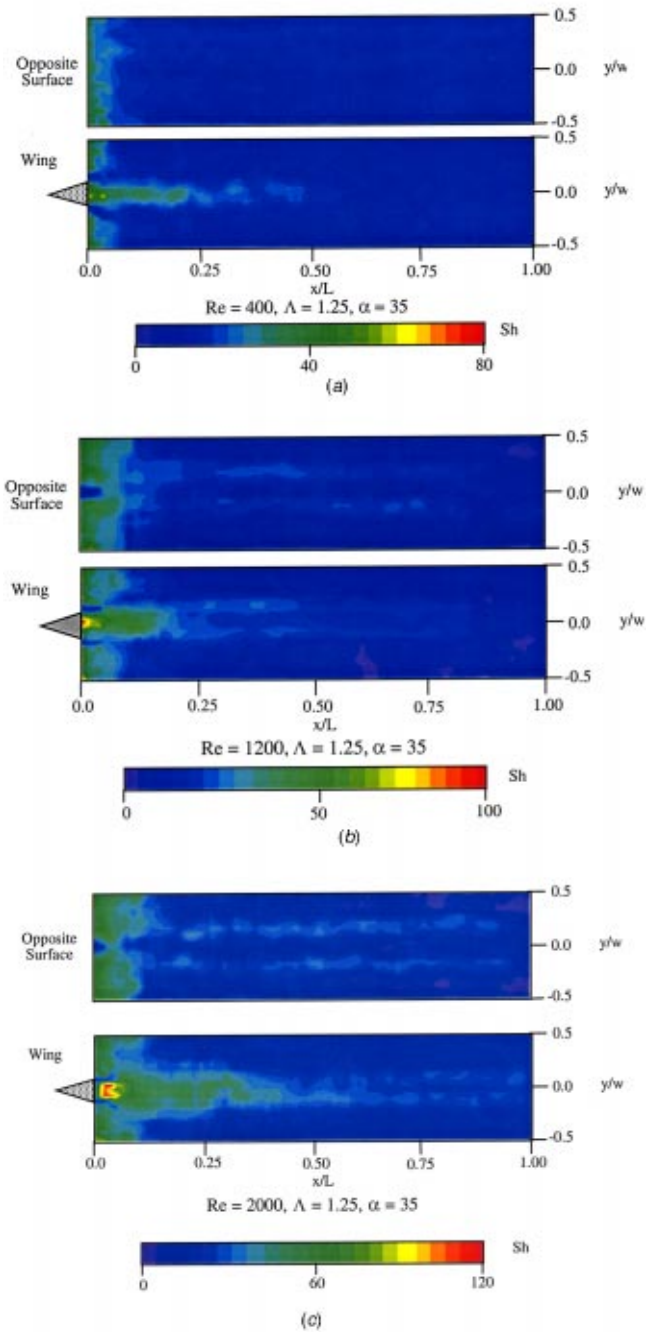 0.5
Opposite
Surface
0.0
y/w
-0.5
0.5
Wing
0.0
y/w
-0.5
0.0
0.25
0.50
0.75
1.00
x/L
Re = 400, Λ = 1.25, α = 35
Sh
0
40
80
(a)
0.5
Opposite
Surface
0.0
y/w
-0.5
0.5
Wing
0.0
y/w
-0.5
0.0
0.25
0.50
0.75
1.00
x/L
Re = 1200, Λ = 1.25, α = 35
Sh
0
50
100
(b)
0.5
Opposite
Surface
0.0
y/w
-0.5
0.5
Wing
0.0
y/w
-0.5
0.0
0.25
0.50
0.75
1.00
x/L
Re = 2000, Λ = 1.25, α = 35
Sh
0
60
120
(c)